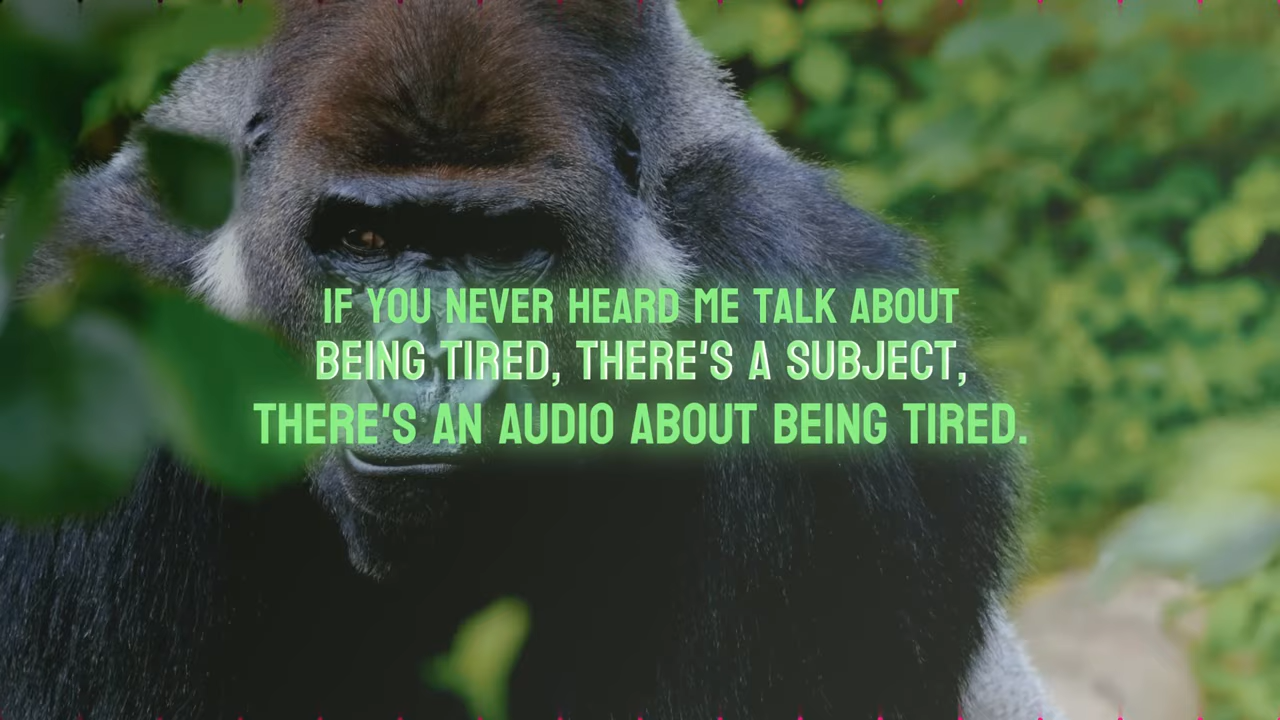 IF YOU NEVER HEARD ME TALK ABOUT
BEING TIRED, THERE'S A SUBJECT,
THERE'S AN AUDIO ABOUT BEING TIRED.